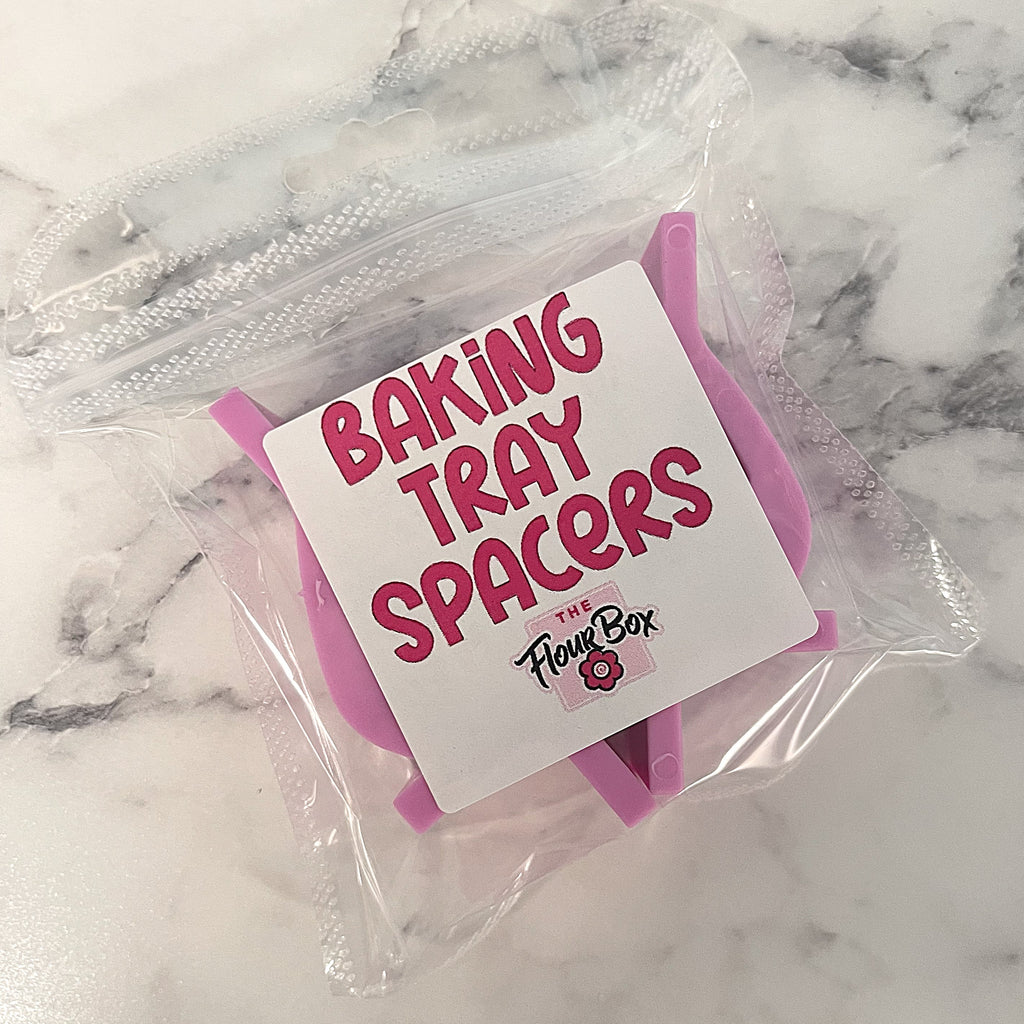 BAKiNG
TRAY
SPACeRS
THE
Flour Box